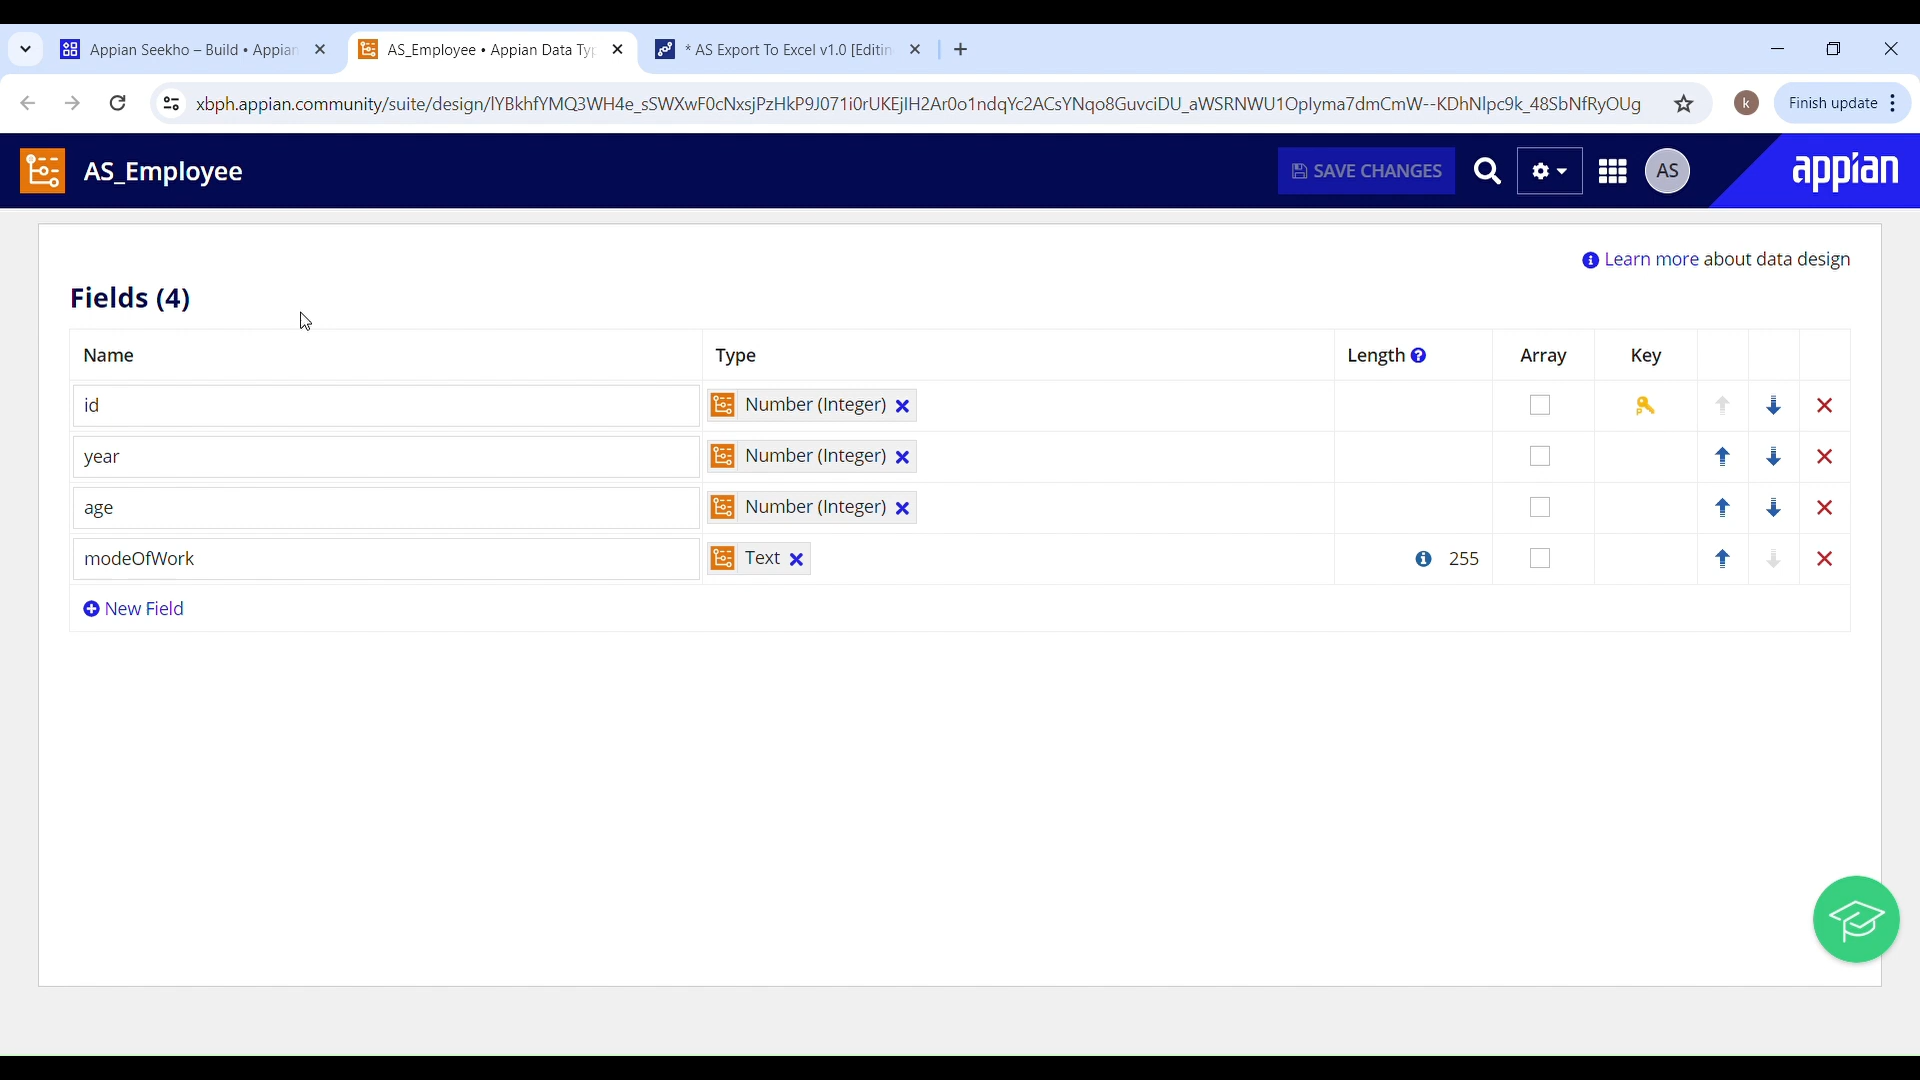 Appian Seekho – Build • Appian
AS_Employee • Appian Data Typ
* AS Export To Excel v1.0 [Editin
xbph.appian.community/suite/design/lYBkhfYMQ3WH4e_sSWXwF0cNxsjPzHkP9J071i0rUKEjIH2Ar0o1ndqYc2ACsYNqo8GuvciDU_aWSRNWU1Oplyma7dmCmW--KDhNlpc9k_48SbNfRyOUg
k
Finish update
AS_Employee
SAVE CHANGES
AS
appian
Learn more about data design
Fields (4)
Name Type Length Array Key
id Number (Integer)
year Number (Integer)
age Number (Integer)
modeOfWork Text 255
New Field